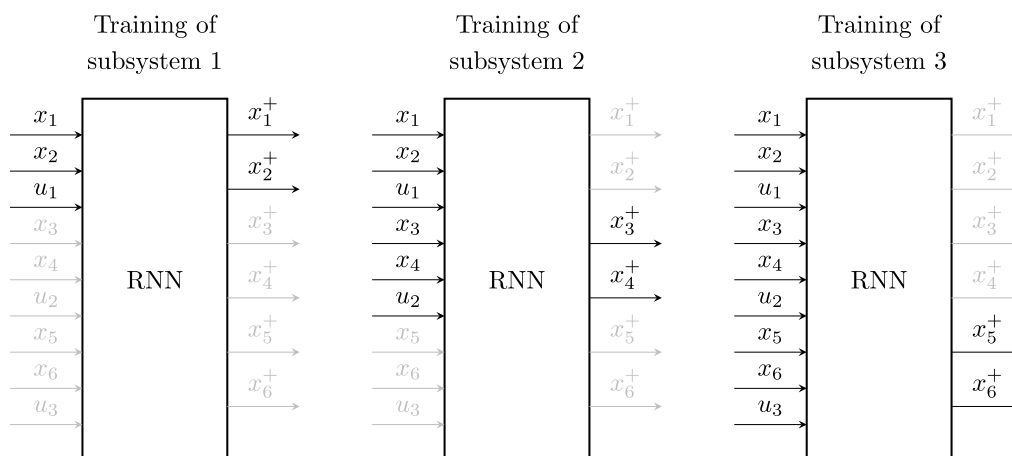 Training of
subsystem 1
x₁
x₂
u₁
x₃
x₄
u₂
x₅
x₆
u₃
RNN
x₁⁺
x₂⁺
x₃⁺
x₄⁺
x₅⁺
x₆⁺
Training of
subsystem 2
x₁
x₂
u₁
x₃
x₄
u₂
x₅
x₆
u₃
RNN
x₁⁺
x₂⁺
x₃⁺
x₄⁺
x₅⁺
x₆⁺
Training of
subsystem 3
x₁
x₂
u₁
x₃
x₄
u₂
x₅
x₆
u₃
RNN
x₁⁺
x₂⁺
x₃⁺
x₄⁺
x₅⁺
x₆⁺